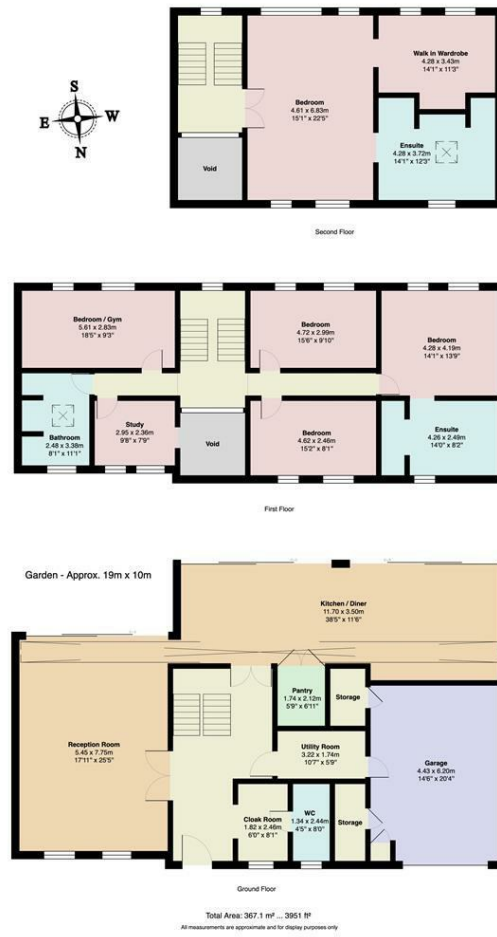 S
E
W
N
Bedroom
4.61 x 6.83m
15'1" x 22'5"
Walk in Wardrobe
4.28 x 3.43m
14'1" x 11'3"
Ensuite
4.28 x 3.72m
14'1" x 12'3"
Void
Second Floor
Bedroom / Gym
5.61 x 2.83m
18'5" x 9'3"
Bedroom
4.72 x 2.99m
15'6" x 9'10"
Bedroom
4.28 x 4.19m
14'1" x 13'9"
Bathroom
2.48 x 3.38m
8'1" x 11'1"
Study
2.95 x 2.36m
9'8" x 7'9"
Void
Bedroom
4.62 x 2.46m
15'2" x 8'1"
Ensuite
4.26 x 2.49m
14'0" x 8'2"
First Floor
Garden - Approx. 19m x 10m
Kitchen / Diner
11.70 x 3.50m
38'5" x 11'6"
Pantry
1.74 x 2.12m
5'9" x 6'11"
Storage
Reception Room
5.45 x 7.75m
17'11" x 25'5"
Utility Room
3.22 x 1.74m
10'7" x 5'9"
Garage
4.43 x 6.20m
14'6" x 20'4"
Cloak Room
1.82 x 2.46m
6'0" x 8'1"
WC
1.34 x 2.44m
4'5" x 8'0"
Storage
Ground Floor
Total Area: 367.1 m² ... 3951 ft²
All measurements are approximate and for display purposes only